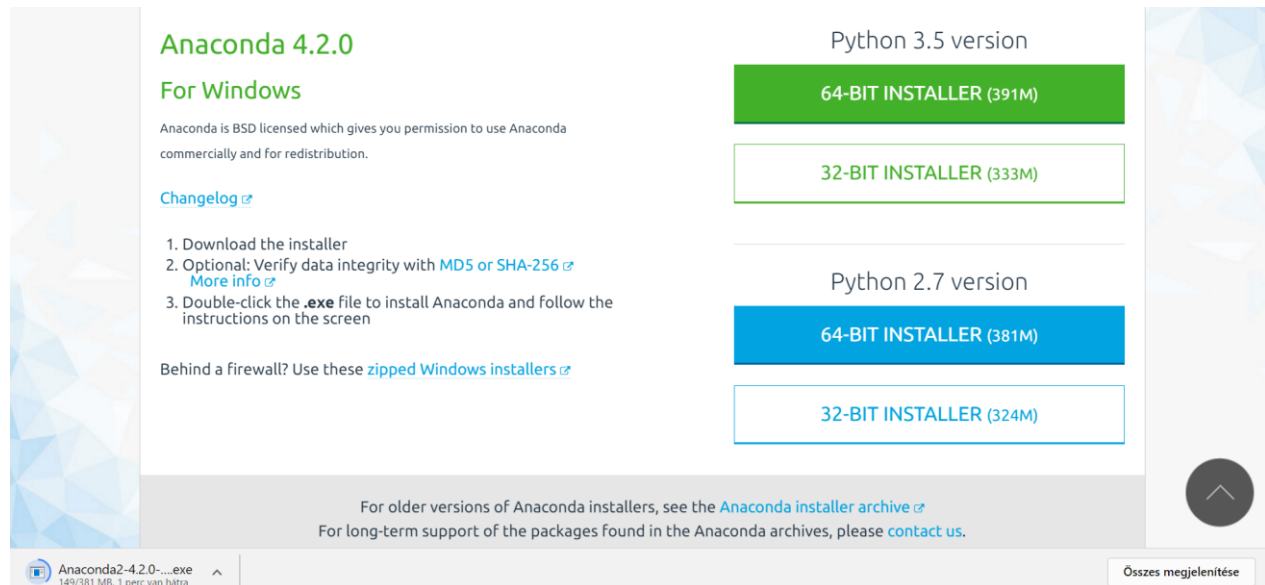 Anaconda 4.2.0
For Windows
Anaconda is BSD licensed which gives you permission to use Anaconda
commercially and for redistribution.
Changelog
1. Download the installer
2. Optional: Verify data integrity with MD5 or SHA-256
More info
3. Double-click the .exe file to install Anaconda and follow the
instructions on the screen
Behind a firewall? Use these zipped Windows installers
Python 3.5 version
64-BIT INSTALLER (391M)
32-BIT INSTALLER (333M)
Python 2.7 version
64-BIT INSTALLER (381M)
32-BIT INSTALLER (324M)
For older versions of Anaconda installers, see the Anaconda installer archive
For long-term support of the packages found in the Anaconda archives, please contact us.
Anaconda2-4.2.0-....exe
149/381 MB, 1 perc van hátra
Összes megjelenítése